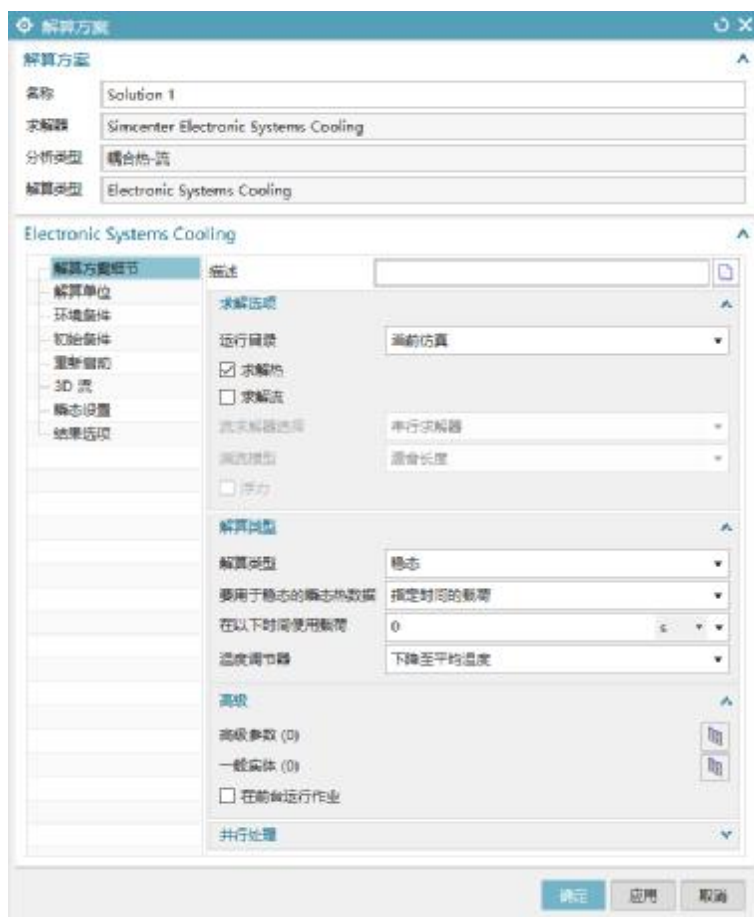 解算方案
解算方案
名称 Solution 1
求解器 Simcenter Electronic Systems Cooling
分析类型 耦合热-流
解算类型 Electronic Systems Cooling
Electronic Systems Cooling
解算方案细节
解算单位
环境条件
初始条件
重新启动
3D 流
瞬态设置
结果选项
描述
求解选项
运行目录 当前仿真
求解热
求解流
流求解器选择 串行求解器
湍流模型 混合长度
浮力
解算类型
解算类型 稳态
要用于稳态的瞬态热数据 指定时间的载荷
在以下时间使用载荷 0 s
温度调节器 下降至平均温度
高级
高级参数 (0)
一般实体 (0)
在前台运行作业
并行处理
确定 应用 取消